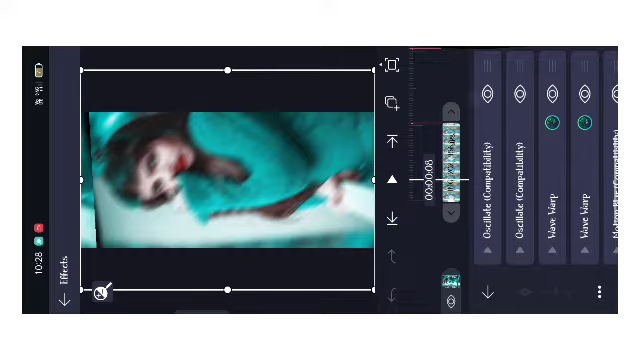 10:28
Effects
00:00:08
Oscillate (Compatibility)
Oscillate (Compatibility)
Wave Warp
Wave Warp